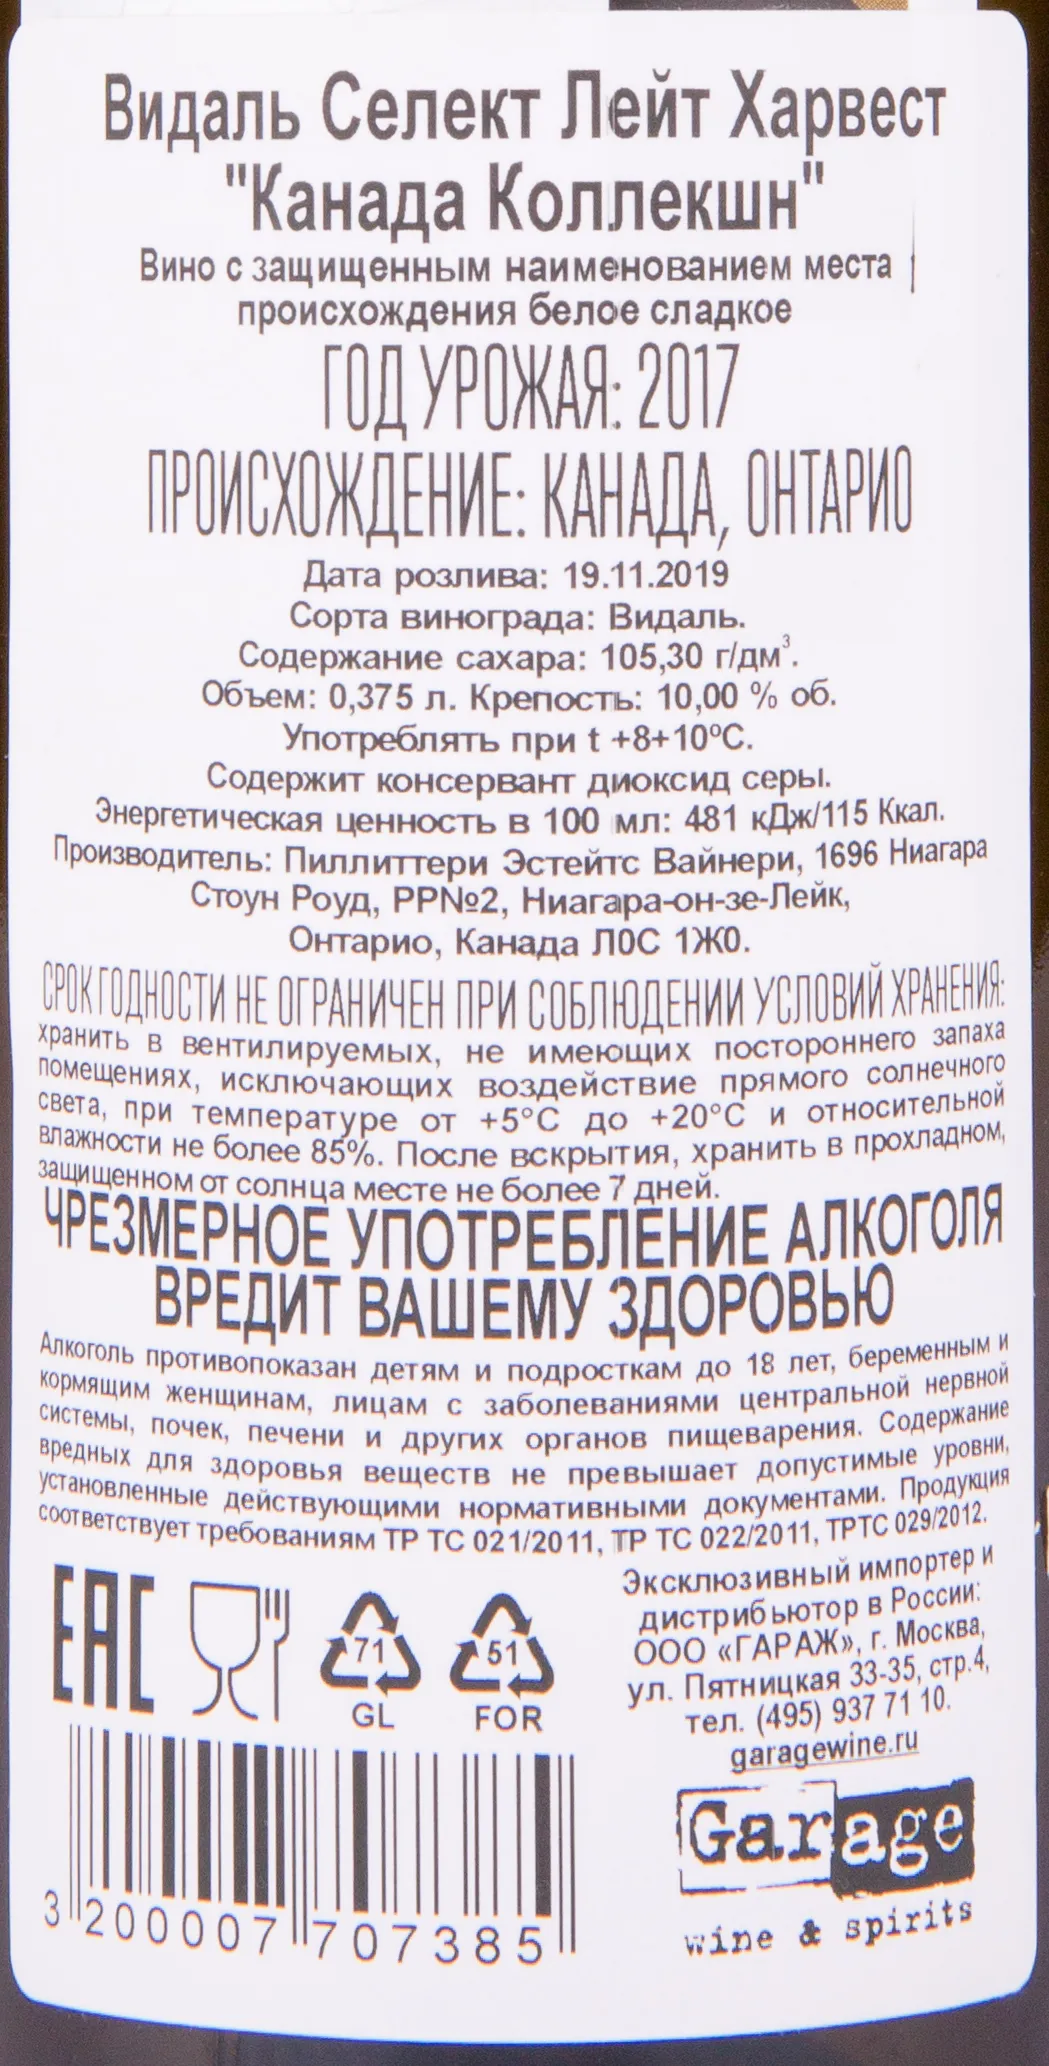 Видаль Селект Лейт Харвест
"Канада Коллекшн"
Вино с защищенным наименованием места
происхождения белое сладкое
ГОД УРОЖАЯ: 2017
ПРОИСХОЖДЕНИЕ: КАНАДА, ОНТАРИО
Дата розлива: 19.11.2019
Сорта винограда: Видаль.
Содержание сахара: 105,30 г/дм³.
Объем: 0,375 л. Крепость: 10,00 % об.
Употреблять при t +8+10ºС.
Содержит консервант диоксид серы.
Энергетическая ценность в 100 мл: 481 кДж/115 Ккал.
Производитель: Пиллиттери Эстейтс Вайнери, 1696 Ниагара
Стоун Роуд, РР№2, Ниагара-он-зе-Лейк,
Онтарио, Канада Л0С 1Ж0.
СРОК ГОДНОСТИ НЕ ОГРАНИЧЕН ПРИ СОБЛЮДЕНИИ УСЛОВИЙ ХРАНЕНИЯ:
хранить в вентилируемых, не имеющих постороннего запаха
помещениях, исключающих воздействие прямого солнечного
света, при температуре от +5°С до +20°С и относительной
влажности не более 85%. После вскрытия, хранить в прохладном,
защищенном от солнца месте не более 7 дней.
ЧРЕЗМЕРНОЕ УПОТРЕБЛЕНИЕ АЛКОГОЛЯ
ВРЕДИТ ВАШЕМУ ЗДОРОВЬЮ
Алкоголь противопоказан детям и подросткам до 18 лет, беременным и
кормящим женщинам, лицам с заболеваниями центральной нервной
системы, почек, печени и других органов пищеварения. Содержание
вредных для здоровья веществ не превышает допустимые уровни,
установленные действующими нормативными документами. Продукция
соответствует требованиям ТР ТС 021/2011, ТР ТС 022/2011, ТРТС 029/2012.
EAC
71
GL
51
FOR
Эксклюзивный импортер и
дистрибьютор в России:
ООО «ГАРАЖ», г. Москва,
ул. Пятницкая 33-35, стр.4,
тел. (495) 937 71 10.
garagewine.ru
3 200007 707385
Garage
wine & spirits